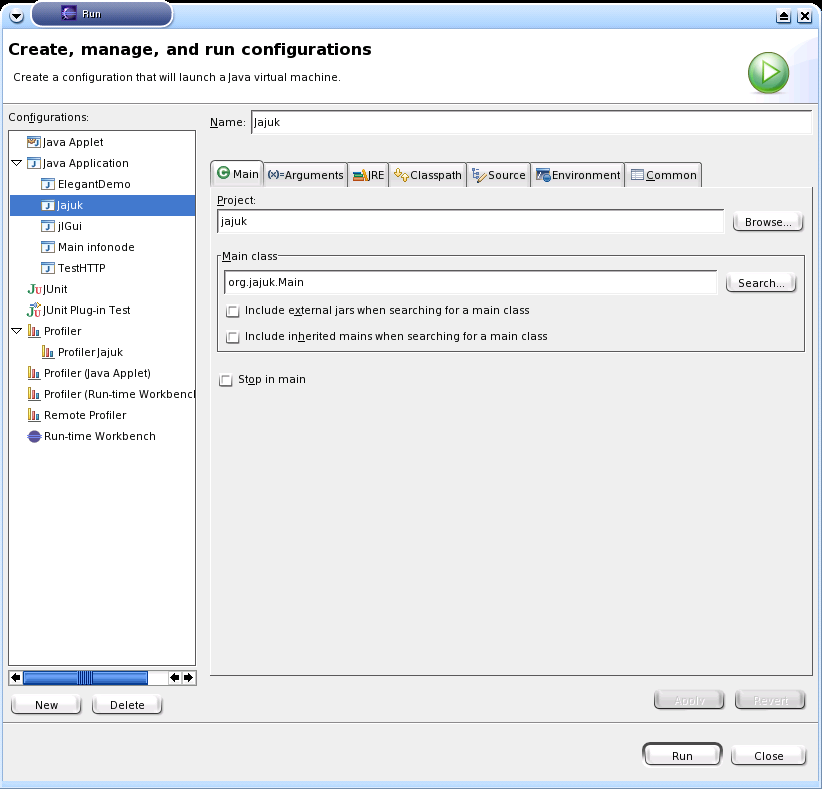 Run
Create, manage, and run configurations
Create a configuration that will launch a Java virtual machine.
Configurations:
Java Applet
Java Application
ElegantDemo
Jajuk
jlGui
Main infonode
TestHTTP
JUnit
JUnit Plug-in Test
Profiler
Profiler Jajuk
Profiler (Java Applet)
Profiler (Run-time Workbencl
Remote Profiler
Run-time Workbench
New
Delete
Name: Jajuk
Main
(x)=Arguments
JRE
Classpath
Source
Environment
Common
Project:
jajuk
Browse...
Main class
org.jajuk.Main
Search...
Include external jars when searching for a main class
Include inherited mains when searching for a main class
Stop in main
Apply
Revert
Run
Close